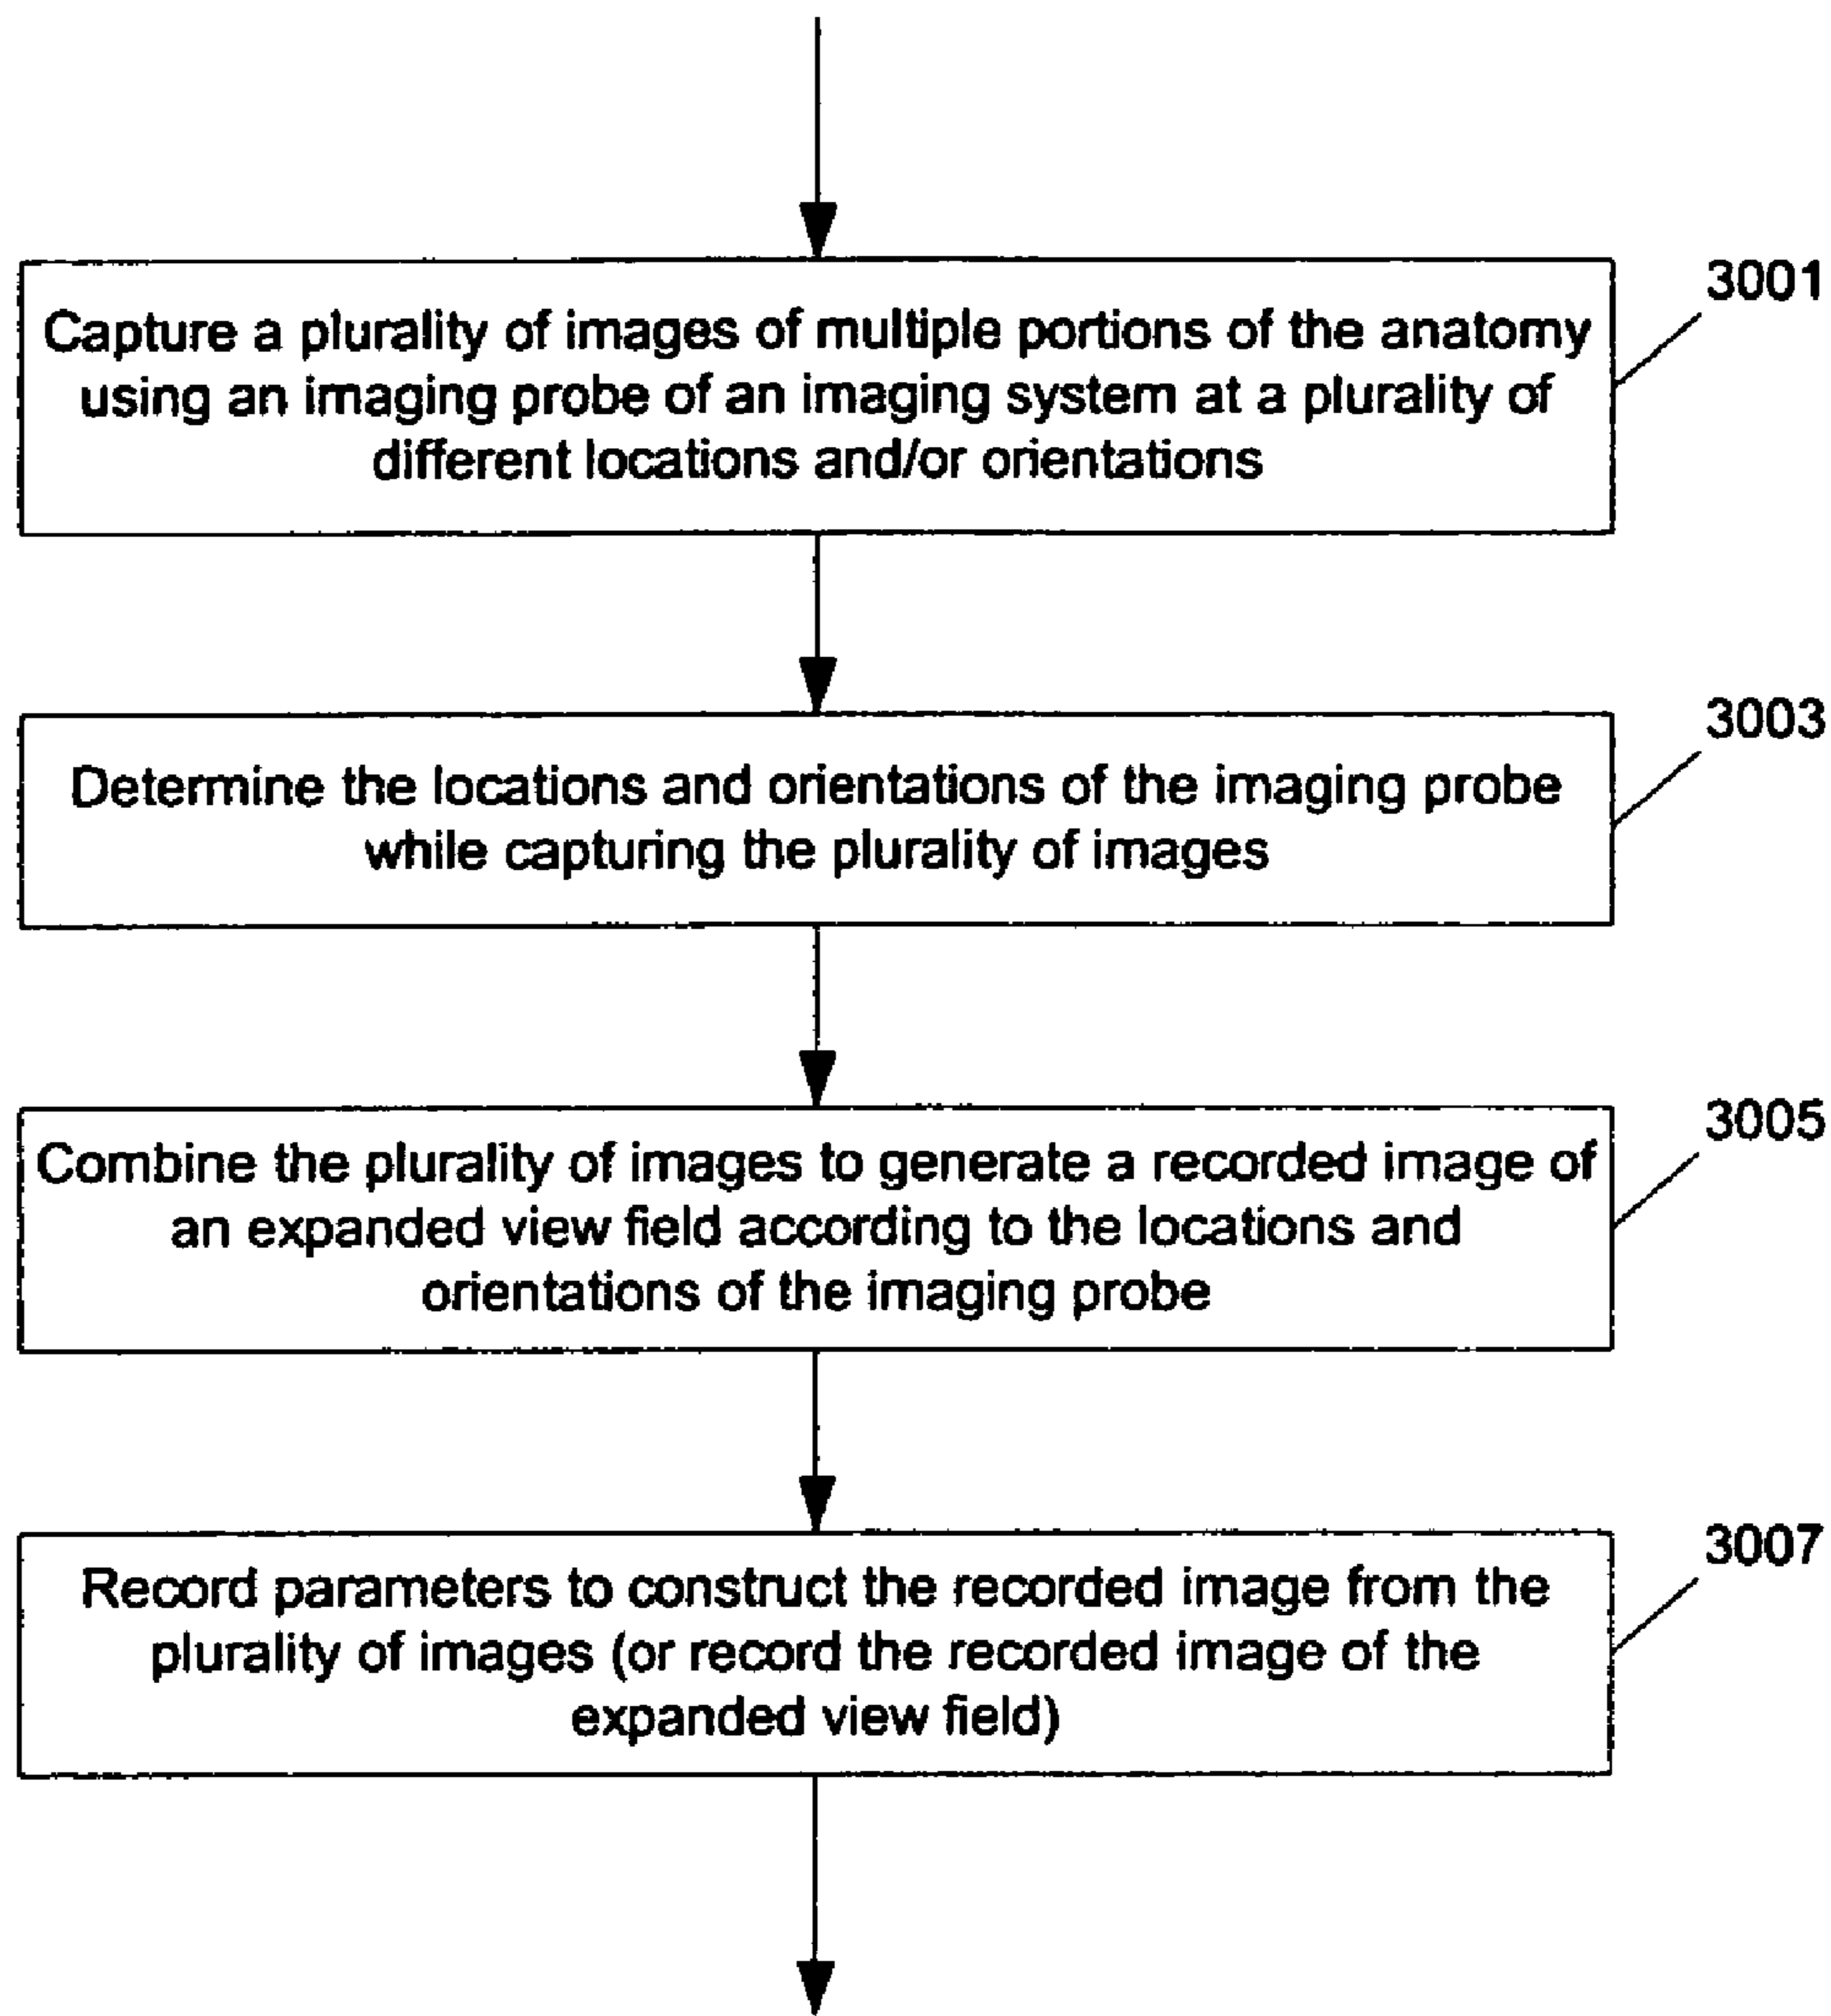 3001
Capture a plurality of images of multiple portions of the anatomy
using an imaging probe of an imaging system at a plurality of
different locations and/or orientations
3003
Determine the locations and orientations of the imaging probe
while capturing the plurality of images
3005
Combine the plurality of images to generate a recorded image of
an expanded view field according to the locations and
orientations of the imaging probe
3007
Record parameters to construct the recorded image from the
plurality of images (or record the recorded image of the
expanded view field)